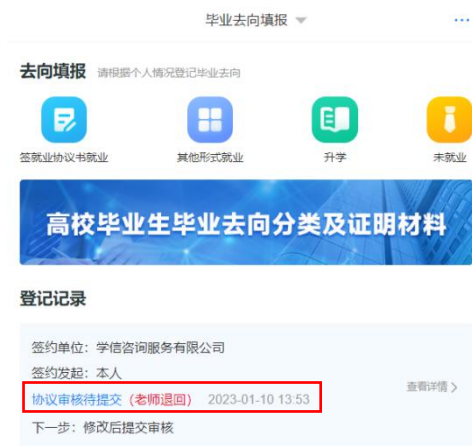 毕业去向填报
去向填报 请根据个人情况登记毕业去向
签就业协议书就业 其他形式就业 升学 未就业
高校毕业生毕业去向分类及证明材料
登记记录
签约单位：学信咨询服务有限公司
签约发起：本人
协议审核待提交（老师退回） 2023-01-10 13:53
查看详情
下一步：修改后提交审核